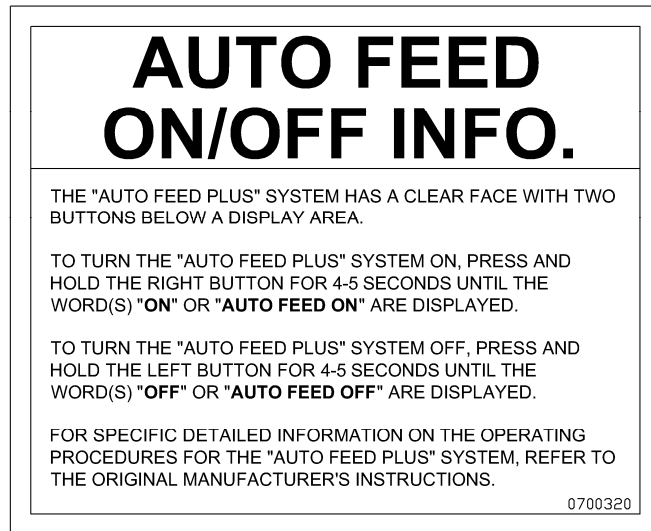 AUTO FEED
ON/OFF INFO.
THE "AUTO FEED PLUS" SYSTEM HAS A CLEAR FACE WITH TWO
BUTTONS BELOW A DISPLAY AREA.
TO TURN THE "AUTO FEED PLUS" SYSTEM ON, PRESS AND
HOLD THE RIGHT BUTTON FOR 4-5 SECONDS UNTIL THE
WORD(S) "ON" OR "AUTO FEED ON" ARE DISPLAYED.
TO TURN THE "AUTO FEED PLUS" SYSTEM OFF, PRESS AND
HOLD THE LEFT BUTTON FOR 4-5 SECONDS UNTIL THE
WORD(S) "OFF" OR "AUTO FEED OFF" ARE DISPLAYED.
FOR SPECIFIC DETAILED INFORMATION ON THE OPERATING
PROCEDURES FOR THE "AUTO FEED PLUS" SYSTEM, REFER TO
THE ORIGINAL MANUFACTURER'S INSTRUCTIONS.
0700320